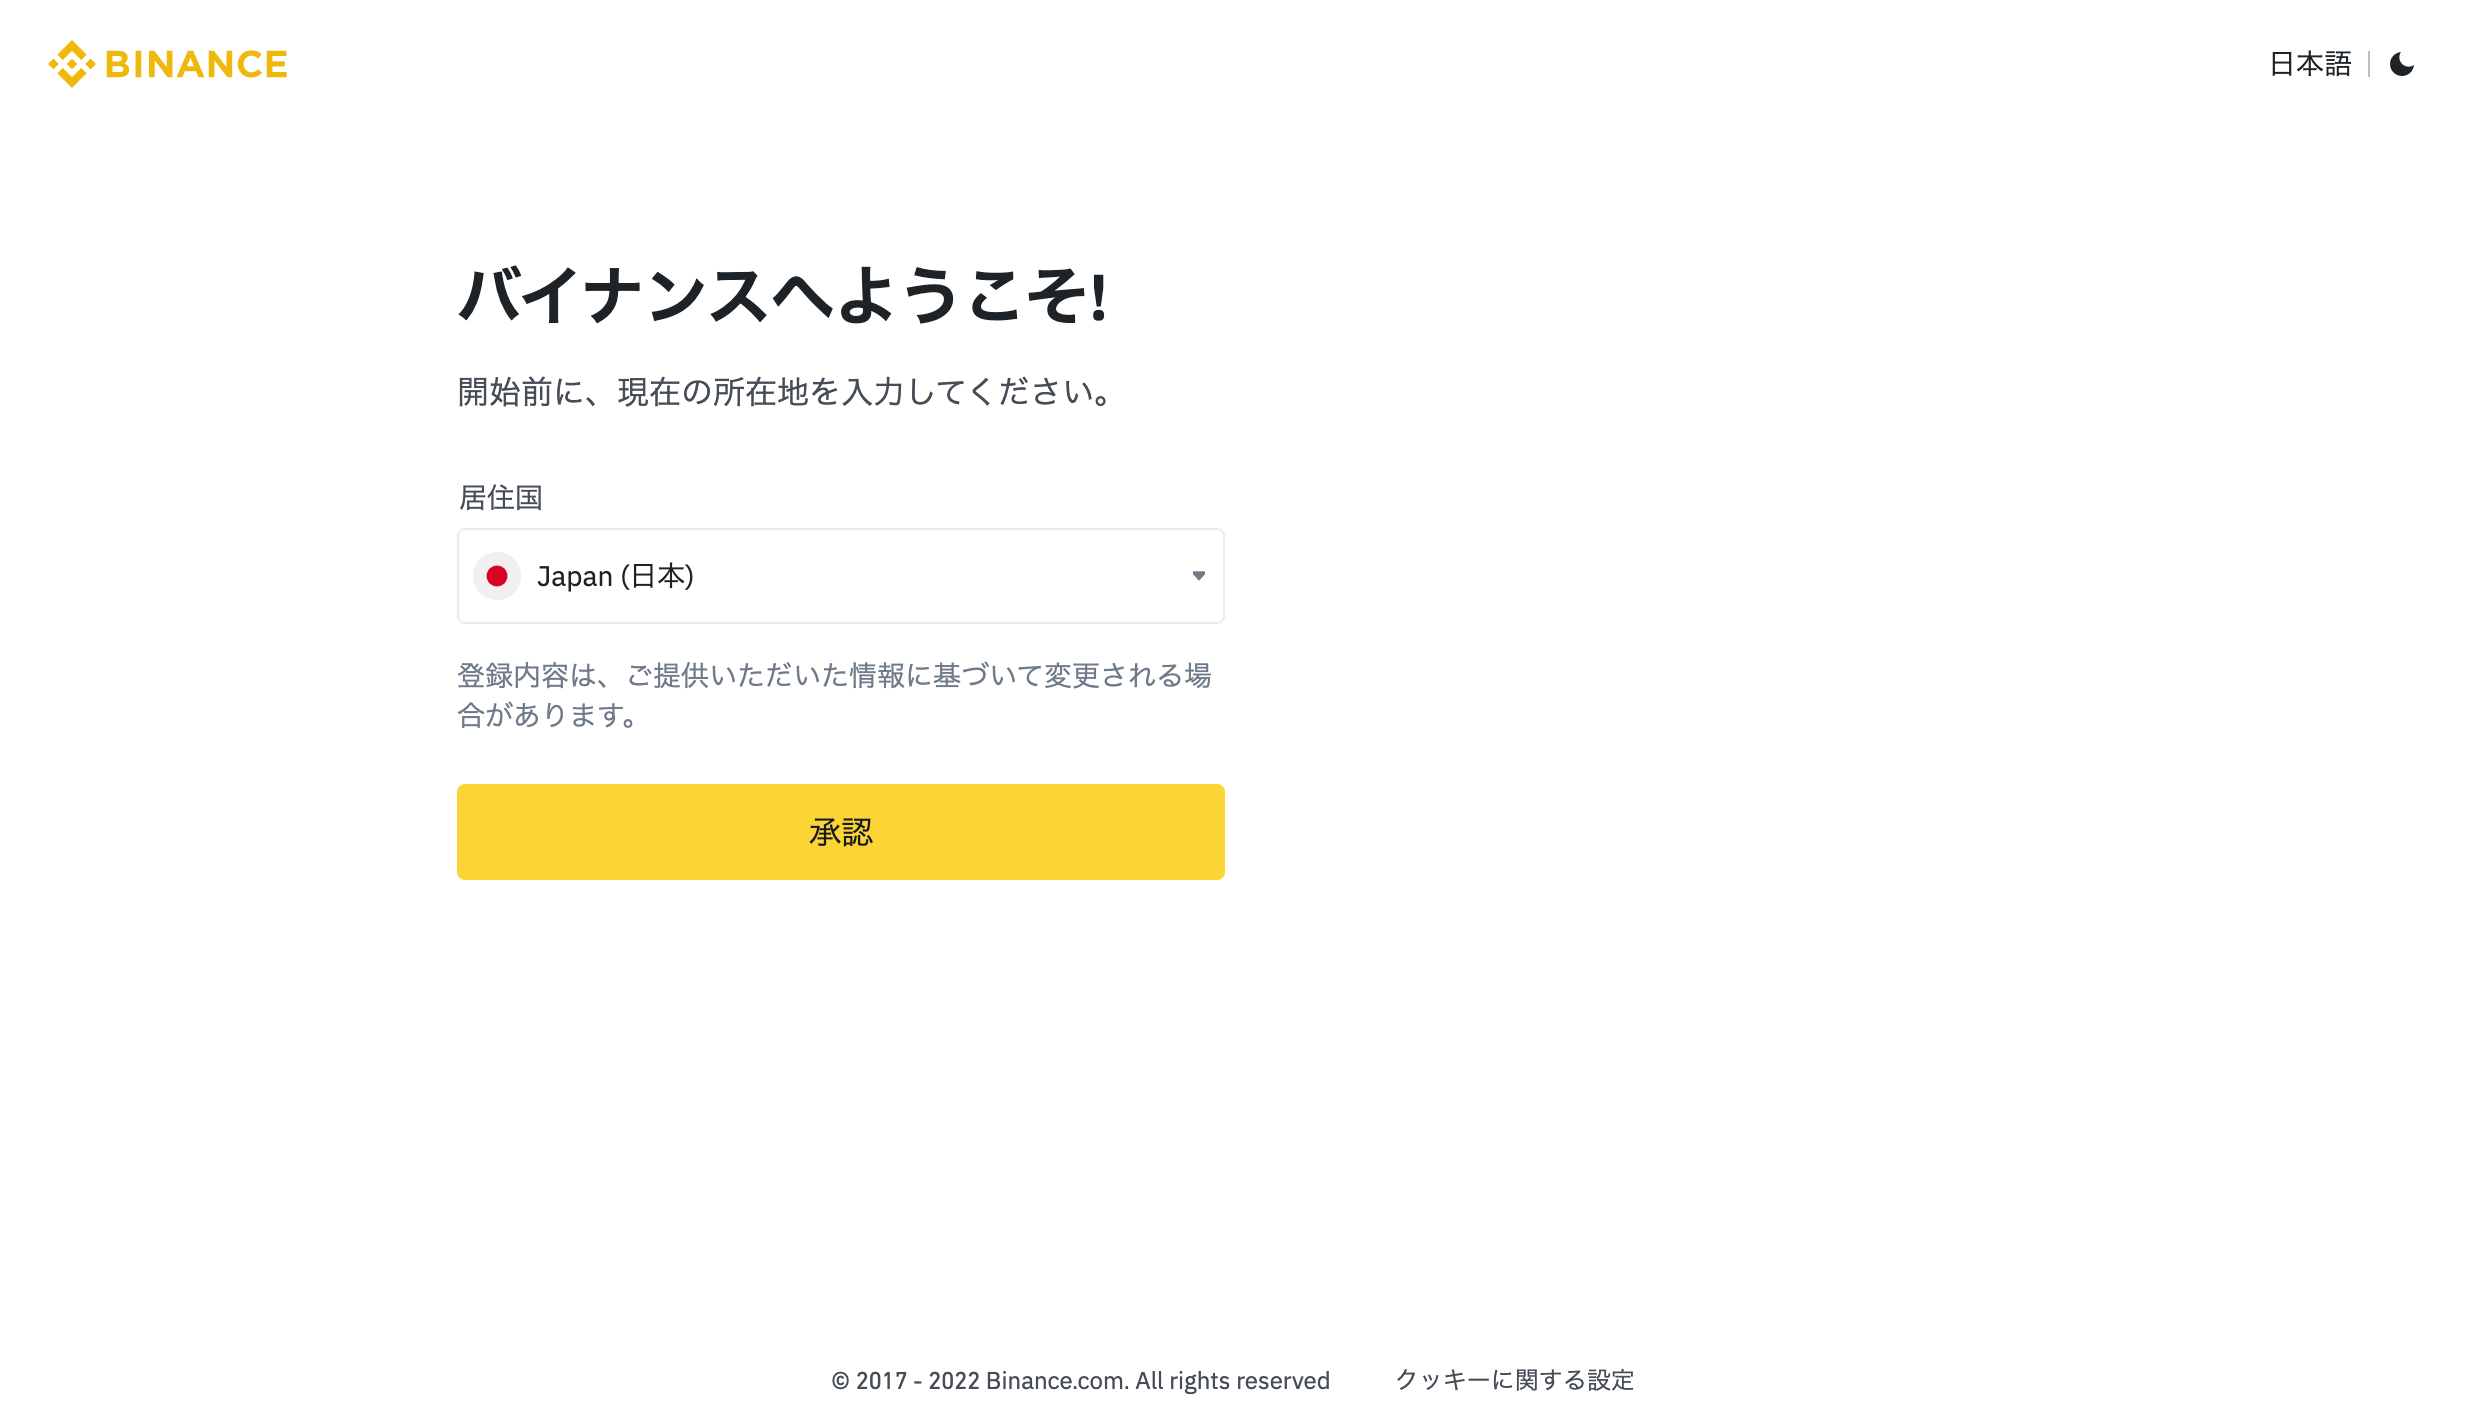 BINANCE
日本語
バイナンスへようこそ!
開始前に、現在の所在地を入力してください。
居住国
Japan (日本)
登録内容は、ご提供いただいた情報に基づいて変更される場
合があります。
承認
© 2017 - 2022 Binance.com. All rights reserved
クッキーに関する設定